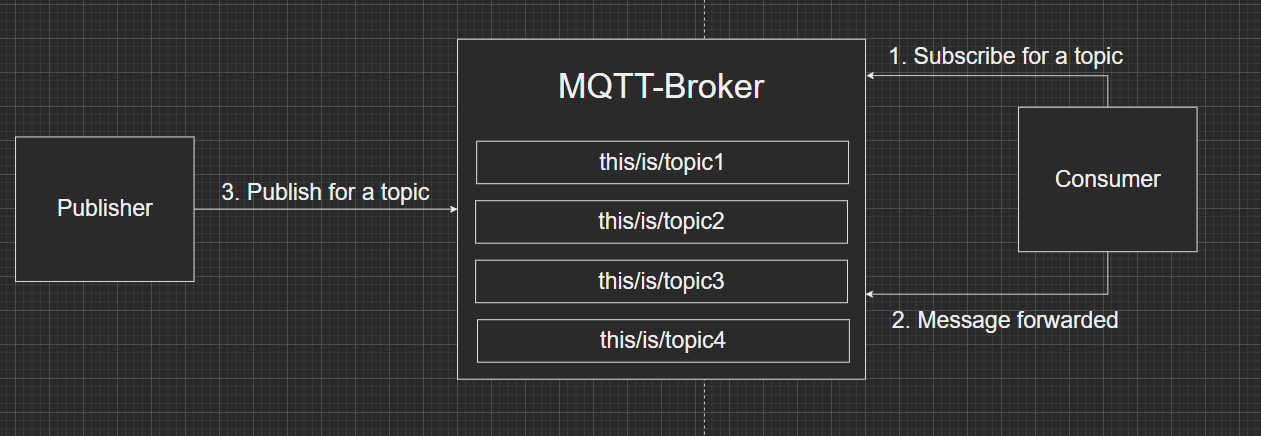 MQTT-Broker
1. Subscribe for a topic
this/is/topic1
Consumer
3. Publish for a topic
Publisher
this/is/topic2
this/is/topic3
2. Message forwarded
this/is/topic4